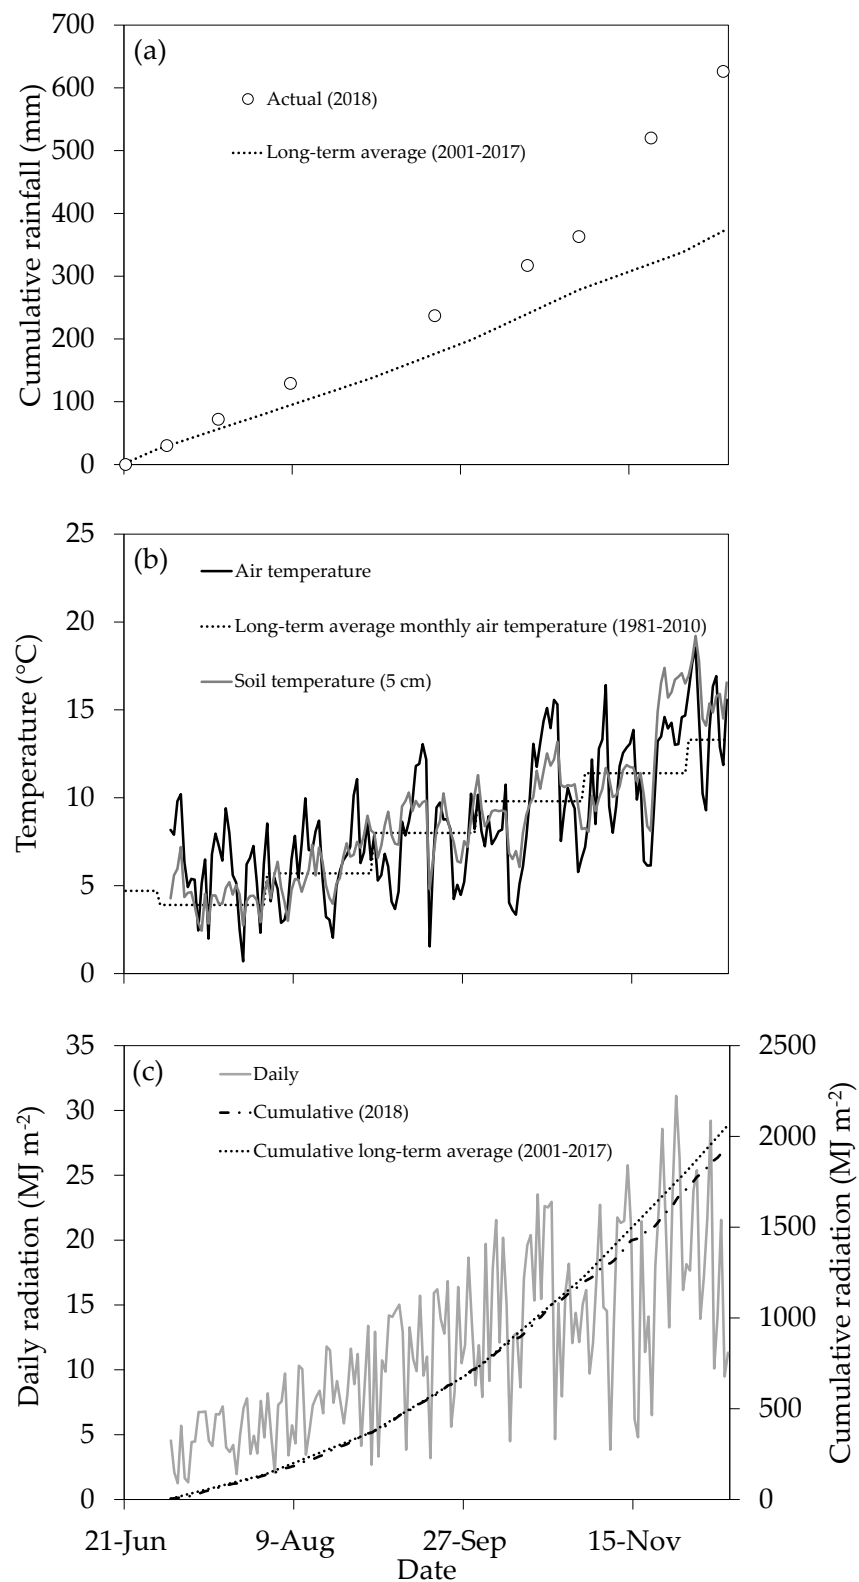 700
600
500
400
300
200
100
0
Cumulative rainfall (mm)
(a)
Actual (2018)
Long-term average (2001-2017)
25
20
15
10
5
0
Temperature (°C)
(b)
Air temperature
Long-term average monthly air temperature (1981-2010)
Soil temperature (5 cm)
35
30
25
20
15
10
5
0
Daily radiation (MJ m-2)
(c)
Daily
Cumulative (2018)
Cumulative long-term average (2001-2017)
2500
2000
1500
1000
500
0
Cumulative radiation (MJ m-2)
21-Jun 9-Aug 27-Sep 15-Nov
Date